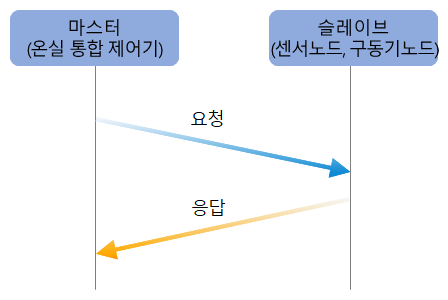 마스터
(온실 통합 제어기)
슬레이브
(센서노드, 구동기노드)
요청
응답